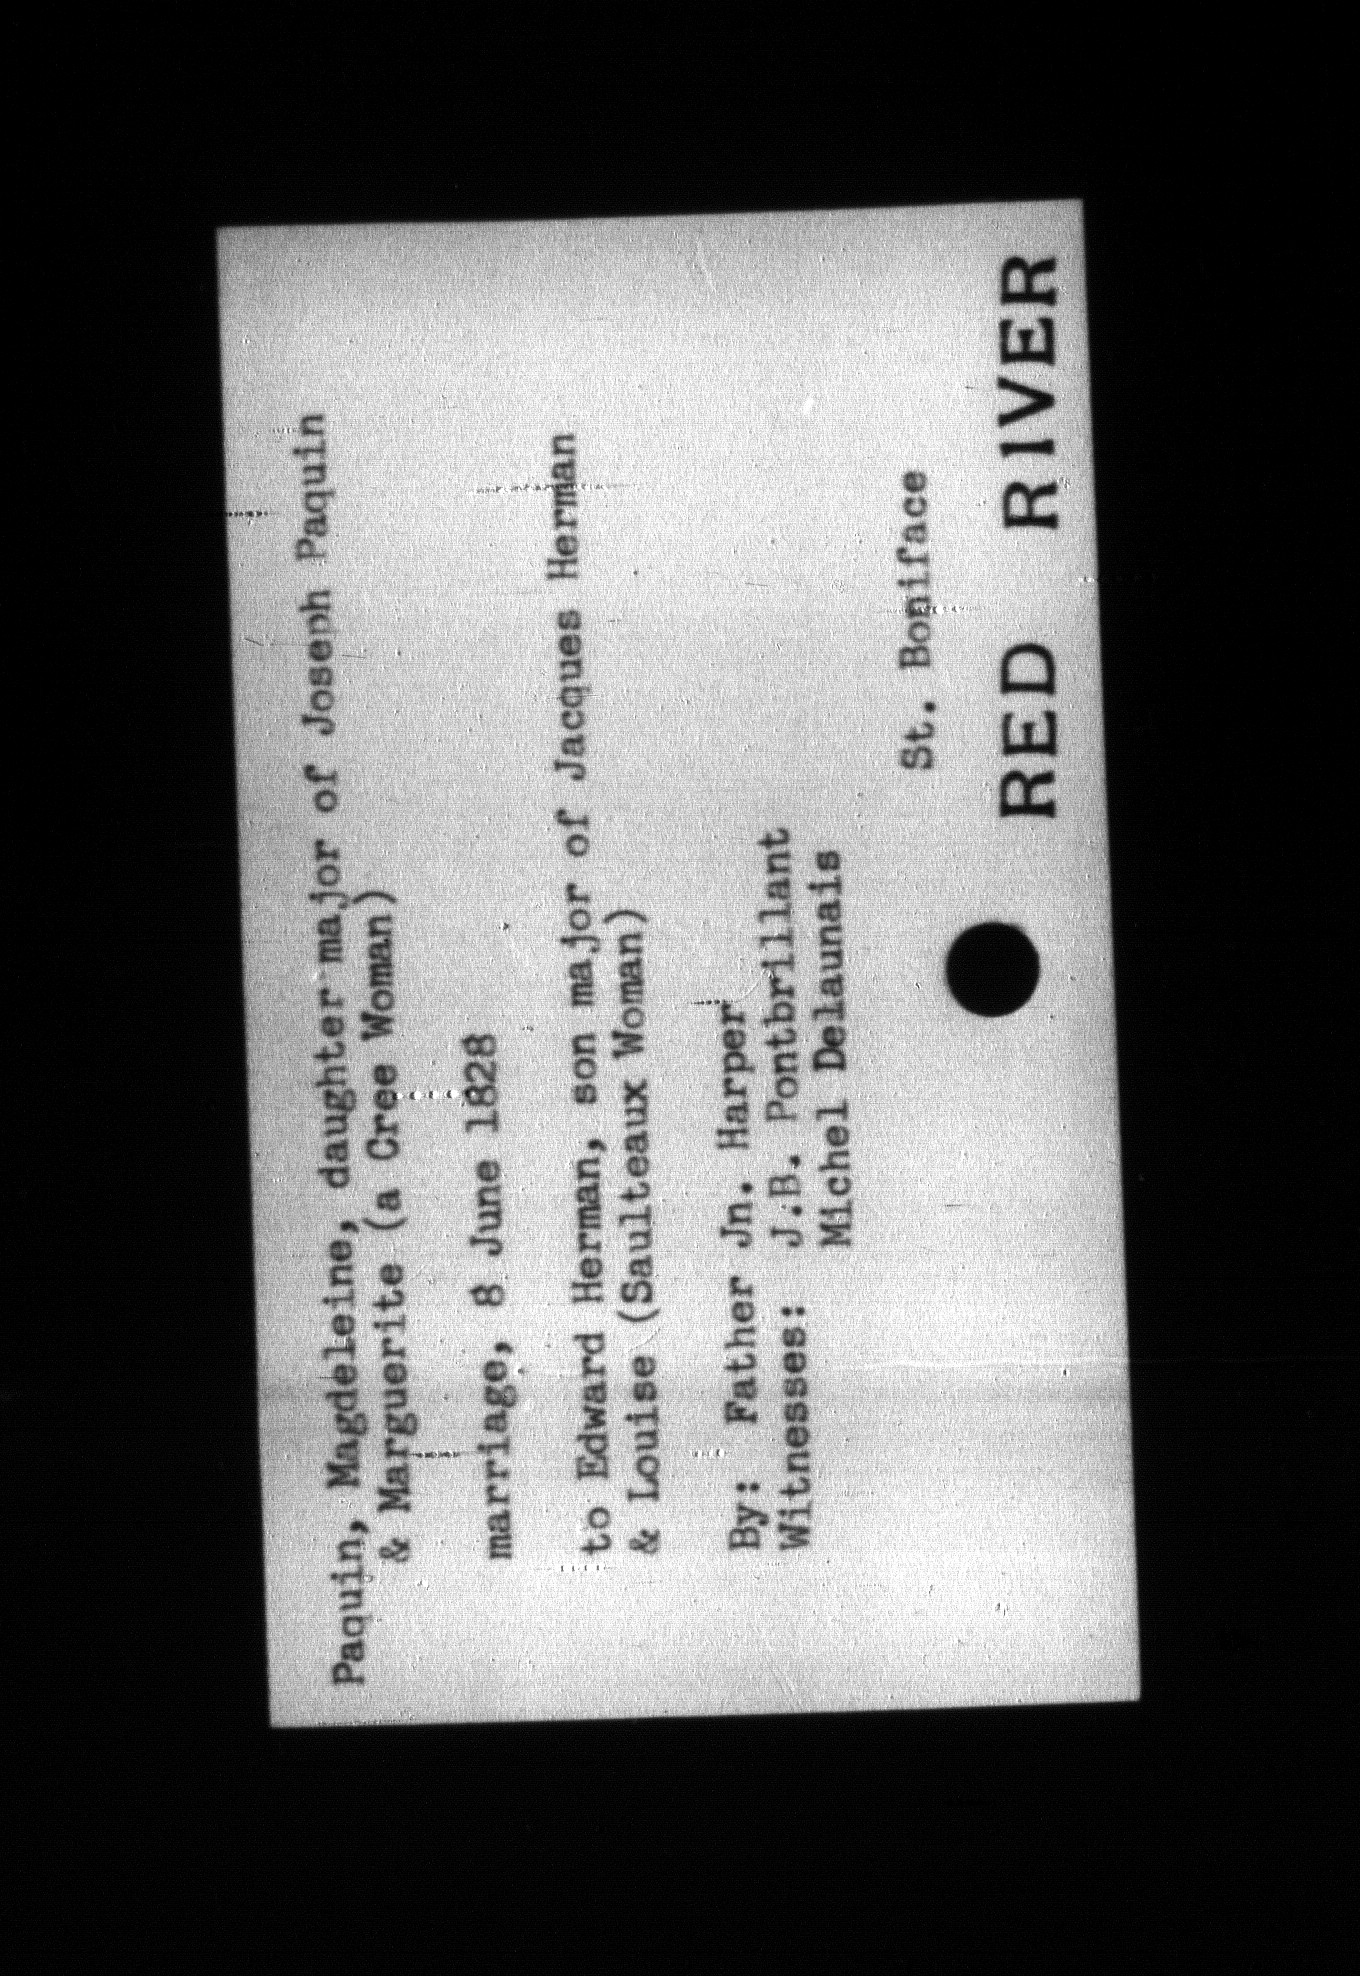 Paquin, Magdeleine, daughter major of Joseph Paquin
& Marguerite (a Cree Woman)
marriage, 8 June 1828
to Edward Herman, son major of Jacques Herman
& Louise (Saulteaux Woman)
By: Father Jn. Harper
Witnesses: J.B. Pontbrillant
Michel Delaunais
St. Boniface
RED RIVER